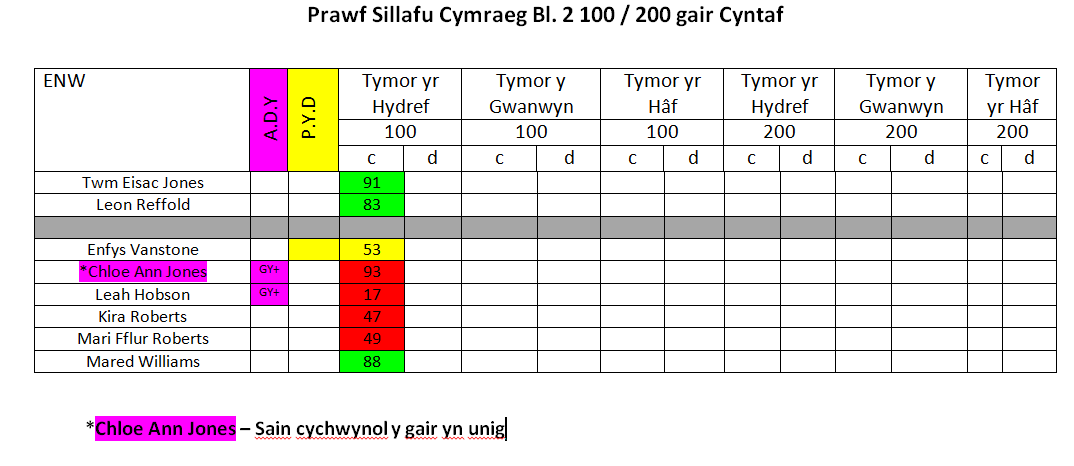 Prawf Sillafu Cymraeg Bl. 2 100 / 200 gair Cyntaf
ENW A.D.Y P.Y.D Tymor yr Hydref Tymor y Gwanwyn Tymor yr Hâf Tymor yr Hydref Tymor y Gwanwyn Tymor yr Hâf
100 100 100 200 200 200
c d c d c d c d c d c d
Twm Eisac Jones 91
Leon Reffold 83
Enfys Vanstone 53
*Chloe Ann Jones GY+ 93
Leah Hobson GY+ 17
Kira Roberts 47
Mari Fflur Roberts 49
Mared Williams 88
*Chloe Ann Jones – Sain cychwynol y gair yn unig